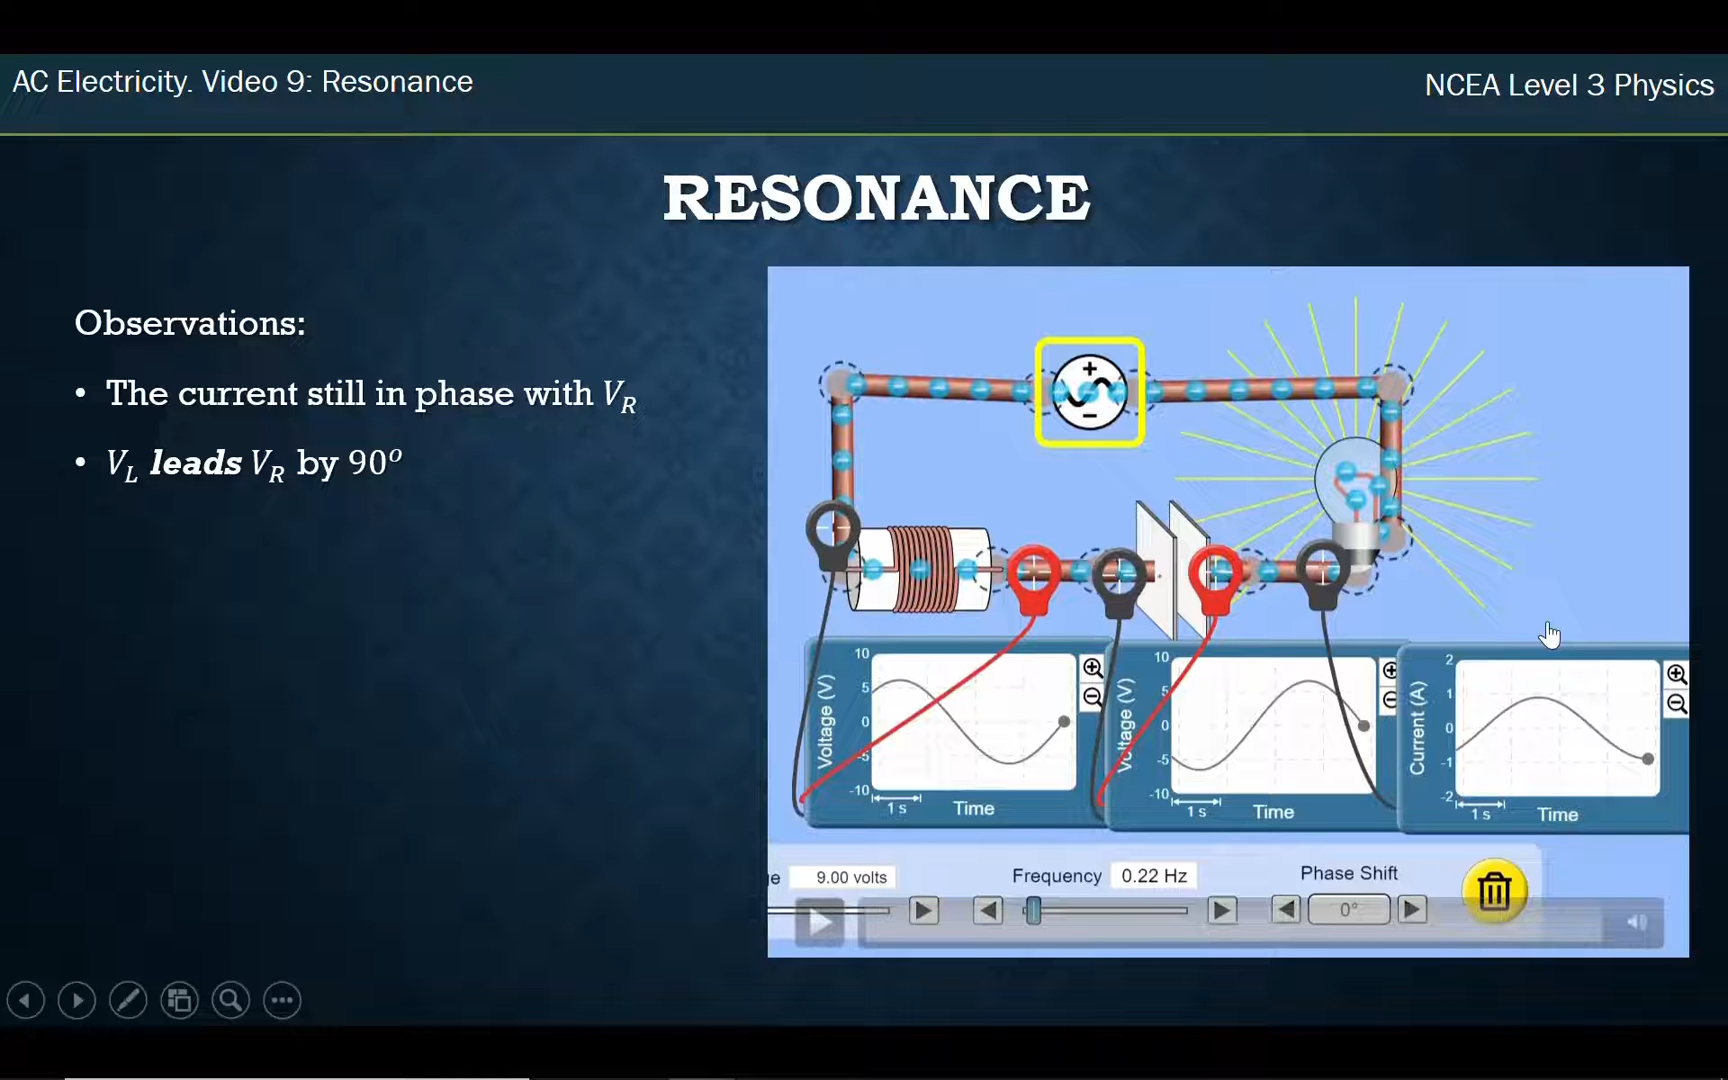 AC Electricity. Video 9: Resonance
NCEA Level 3 Physics
RESONANCE
Observations:
• The current still in phase with V_R
• V_L leads V_R by 90°
+
−
10
5
0
-5
-10
Voltage (V)
1 s
Time
10
5
0
-5
-10
Voltage (V)
1 s
Time
2
1
0
-1
-2
Current (A)
1 s
Time
e
9.00 volts
Frequency
0.22 Hz
Phase Shift
0°